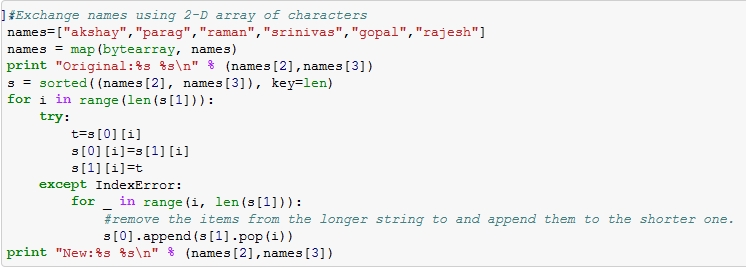 ]#Exchange names using 2-D array of characters
names=["akshay","parag","raman","srinivas","gopal","rajesh"]
names = map(bytearray, names)
print "Original:%s %s\n" % (names[2],names[3])
s = sorted((names[2], names[3]), key=len)
for i in range(len(s[1])):
    try:
        t=s[0][i]
        s[0][i]=s[1][i]
        s[1][i]=t
    except IndexError:
        for _ in range(i, len(s[1])):
            #remove the items from the longer string to and append them to the shorter one.
            s[0].append(s[1].pop(i))
print "New:%s %s\n" % (names[2],names[3])